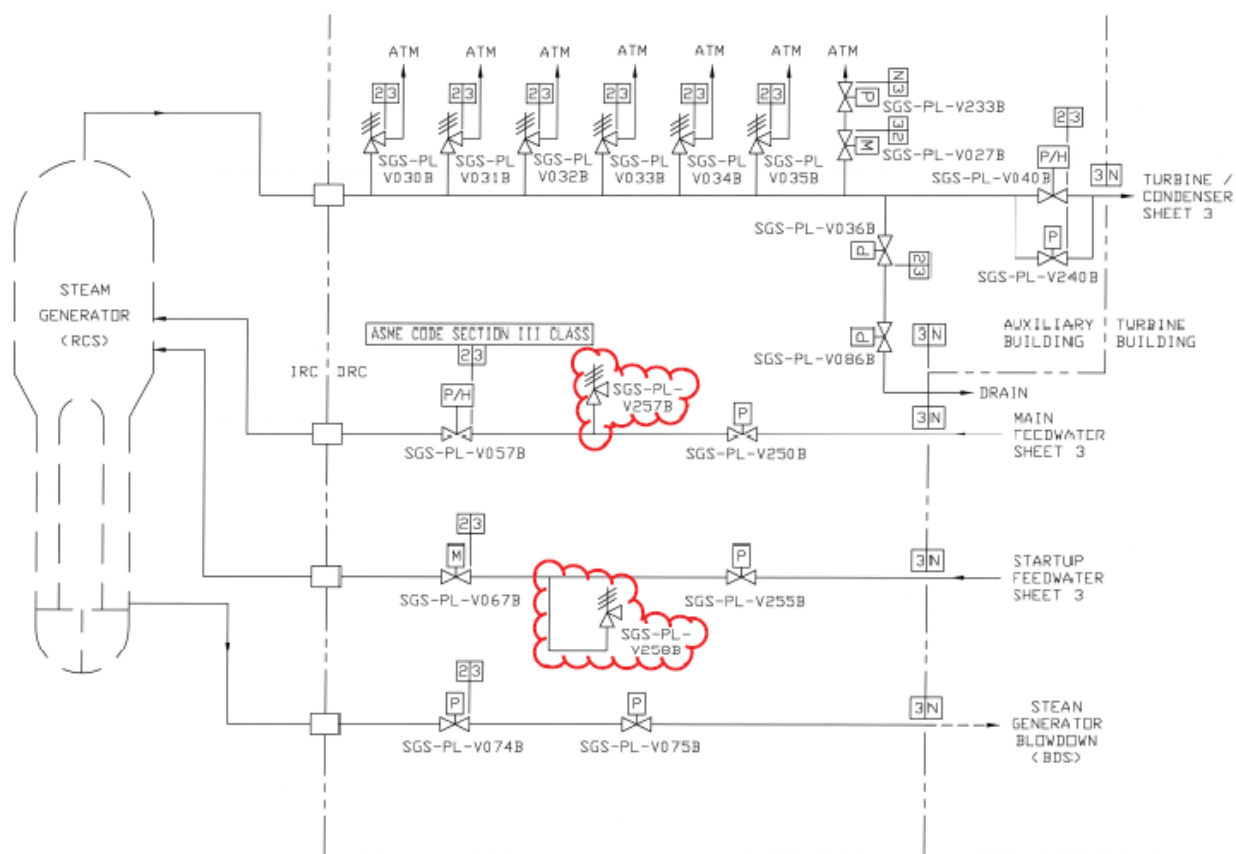 ATM ATM ATM ATM ATM ATM ATM
23 23 23 23 23 23 N3
P SGS-PL-V233B
32
M SGS-PL-V027B
23
SGS-PL SGS-PL SGS-PL SGS-PL SGS-PL SGS-PL
V030B V031B V032B V033B V034B V035B
P/H
SGS-PL-V040B
3N
TURBINE /
CONDENSER
SHEET 3
SGS-PL-V036B
P
23
P
SGS-PL-V240B
STEAM
GENERATOR
(RCS)
ASME CODE SECTION III CLASS
23
IRC ORC
P
SGS-PL-V086B
3N
AUXILIARY TURBINE
BUILDING BUILDING
DRAIN
P/H
SGS-PL-V057B
SGS-PL-
V257B
P
SGS-PL-V250B
3N
MAIN
FEEDWATER
SHEET 3
23
M
SGS-PL-V067B
SGS-PL-
V258B
P
SGS-PL-V255B
3N
STARTUP
FEEDWATER
SHEET 3
23
P
SGS-PL-V074B
P
SGS-PL-V075B
3N
STEAN
GENERATOR
BLOWDOWN
(BDS)